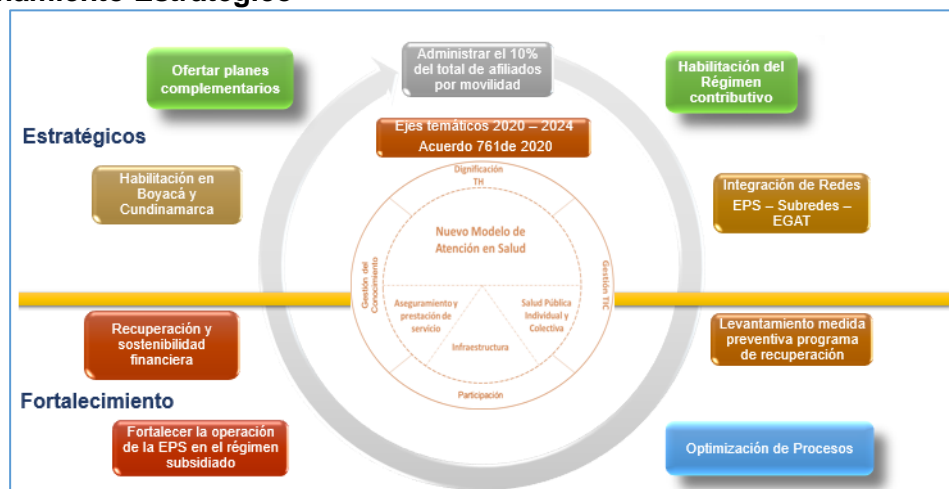 Ofertar planes
complementarios
Administrar el 10%
del total de afiliados
por movilidad
Habilitación del
Régimen
contributivo
Estratégicos
Ejes temáticos 2020 – 2024
Acuerdo 761de 2020
Habilitación en
Boyacá y
Cundinamarca
Dignificación
TH
Nuevo Modelo de
Atención en Salud
Gestión del
Conocimiento
Gestión TIC
Aseguramiento y
prestación de
servicio
Salud Pública
Individual y
Colectiva
Infraestructura
Participación
Integración de Redes
EPS – Subredes –
EGAT
Recuperación y
sostenibilidad
financiera
Levantamiento medida
preventiva programa
de recuperación
Fortalecimiento
Fortalecer la operación
de la EPS en el régimen
subsidiado
Optimización de Procesos